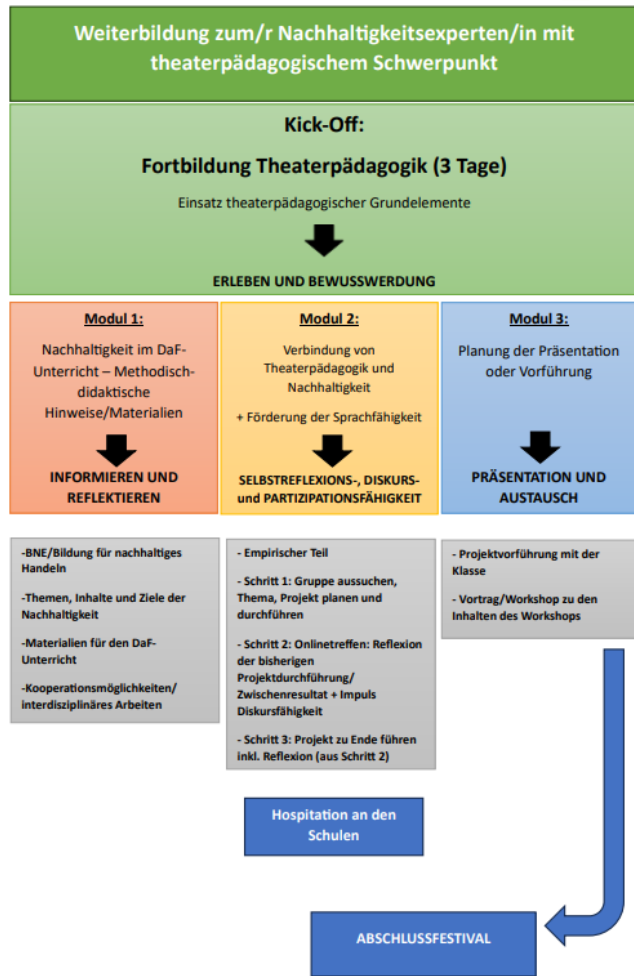 Weiterbildung zum/r Nachhaltigkeitsexperten/in mit
theaterpädagogischem Schwerpunkt
Kick-Off:
Fortbildung Theaterpädagogik (3 Tage)
Einsatz theaterpädagogischer Grundelemente
ERLEBEN UND BEWUSSWERDUNG
Modul 1:
Nachhaltigkeit im DaF-
Unterricht – Methodisch-
didaktische
Hinweise/Materialien
INFORMIEREN UND
REFLEKTIEREN
Modul 2:
Verbindung von
Theaterpädagogik und
Nachhaltigkeit
+ Förderung der Sprachfähigkeit
SELBSTREFLEXIONS-, DISKURS-
und PARTIZIPATIONSFÄHIGKEIT
Modul 3:
Planung der Präsentation
oder Vorführung
PRÄSENTATION UND
AUSTAUSCH
-BNE/Bildung für nachhaltiges
Handeln
-Themen, Inhalte und Ziele der
Nachhaltigkeit
-Materialien für den DaF-
Unterricht
-Kooperationsmöglichkeiten/
interdisziplinäres Arbeiten
- Empirischer Teil
- Schritt 1: Gruppe aussuchen,
Thema, Projekt planen und
durchführen
- Schritt 2: Onlinetreffen: Reflexion
der bisherigen
Projektdurchführung/
Zwischenresultat + Impuls
Diskursfähigkeit
- Schritt 3: Projekt zu Ende führen
inkl. Reflexion (aus Schritt 2)
- Projektvorführung mit der
Klasse
- Vortrag/Workshop zu den
Inhalten des Workshops
Hospitation an den
Schulen
ABSCHLUSSFESTIVAL